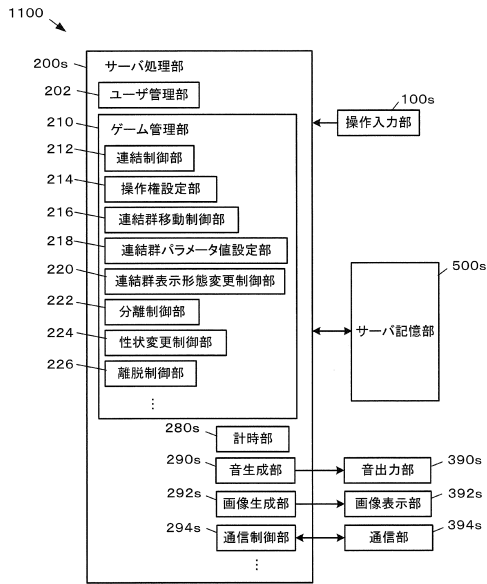 1100
200s
サーバ処理部
202
ユーザ管理部
210
ゲーム管理部
100s
操作入力部
212
連結制御部
214
操作権設定部
216
連結群移動制御部
218
連結群パラメータ値設定部
220
連結群表示形態変更制御部
222
分離制御部
224
性状変更制御部
226
離脱制御部
⋮
500s
サーバ記憶部
280s
計時部
290s
音生成部
音出力部
390s
292s
画像生成部
画像表示部
392s
294s
通信制御部
通信部
394s
⋮